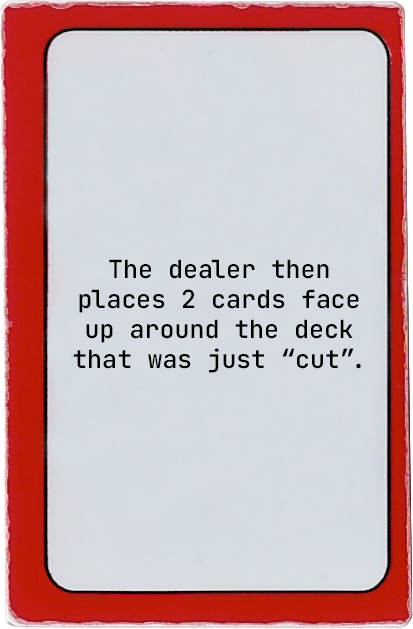 The dealer then
places 2 cards face
up around the deck
that was just “cut”.